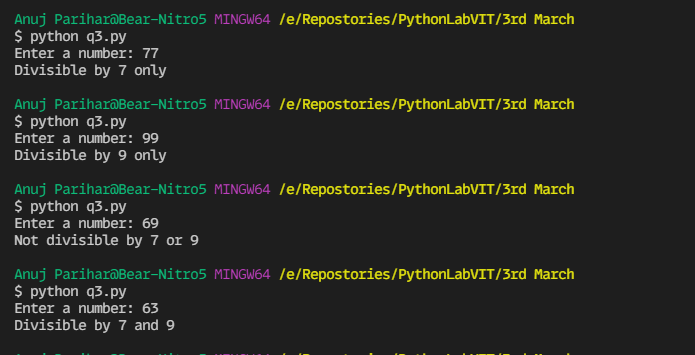 Anuj Parihar@Bear-Nitro5 MINGW64 /e/Repostories/PythonLabVIT/3rd March
$ python q3.py
Enter a number: 77
Divisible by 7 only
Anuj Parihar@Bear-Nitro5 MINGW64 /e/Repostories/PythonLabVIT/3rd March
$ python q3.py
Enter a number: 99
Divisible by 9 only
Anuj Parihar@Bear-Nitro5 MINGW64 /e/Repostories/PythonLabVIT/3rd March
$ python q3.py
Enter a number: 69
Not divisible by 7 or 9
Anuj Parihar@Bear-Nitro5 MINGW64 /e/Repostories/PythonLabVIT/3rd March
$ python q3.py
Enter a number: 63
Divisible by 7 and 9